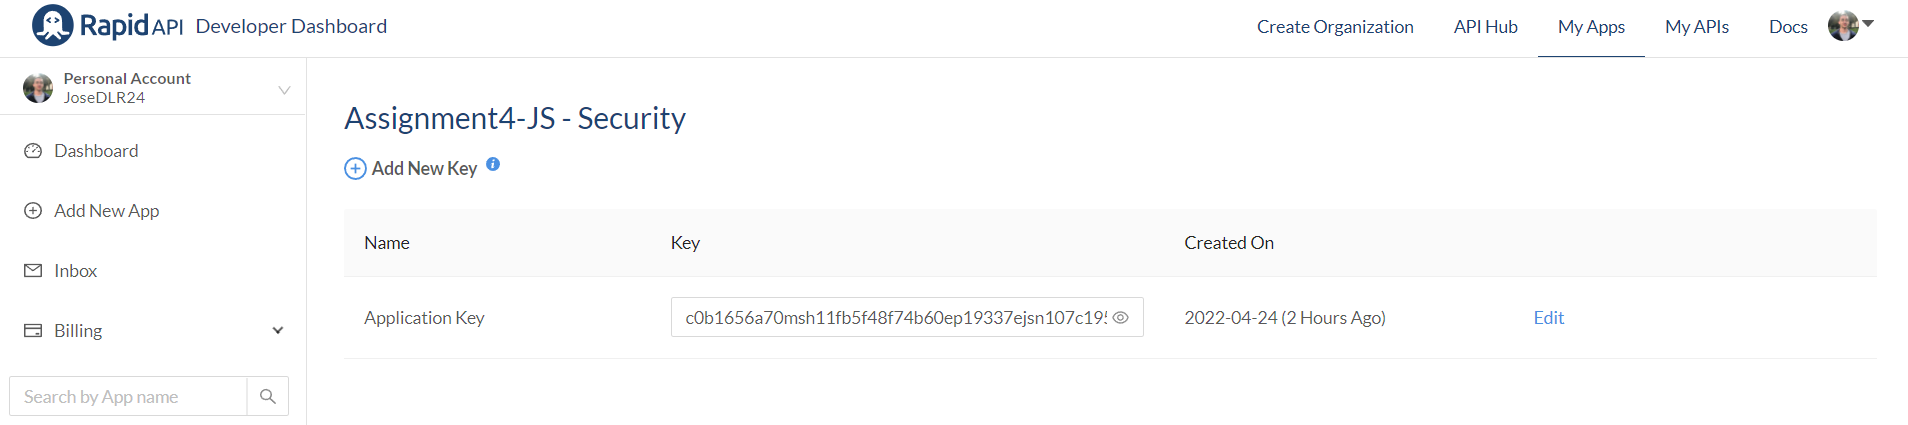 RapidAPI Developer Dashboard
Create Organization
API Hub
My Apps
My APIs
Docs
Personal Account
JoseDLR24
Dashboard
Add New App
Inbox
Billing
Search by App name
Assignment4-JS - Security
Add New Key
Name Key Created On
Application Key c0b1656a70msh11fb5f48f74b60ep19337ejsn107c195 2022-04-24 (2 Hours Ago) Edit